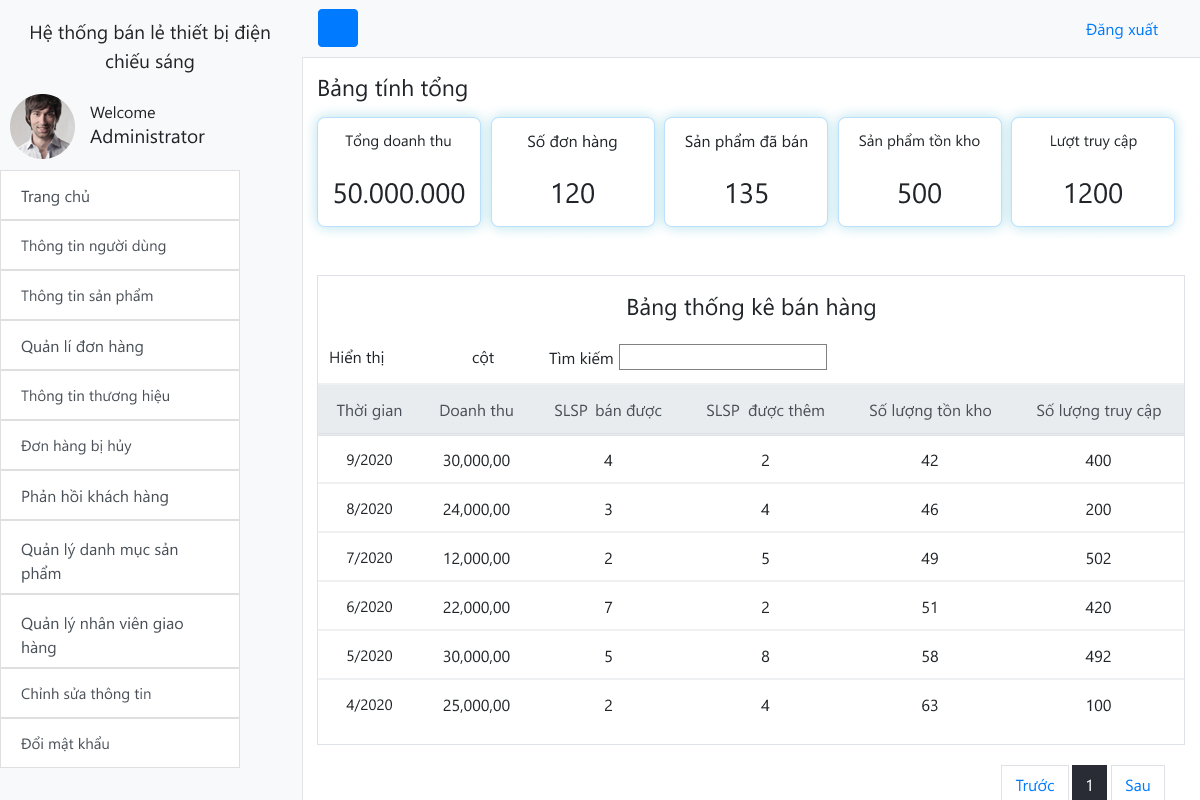 Hệ thống bán lẻ thiết bị điện
chiếu sáng
Welcome
Administrator
Trang chủ
Thông tin người dùng
Thông tin sản phẩm
Quản lí đơn hàng
Thông tin thương hiệu
Đơn hàng bị hủy
Phản hồi khách hàng
Quản lý danh mục sản
phẩm
Quản lý nhân viên giao
hàng
Chỉnh sửa thông tin
Đổi mật khẩu
Đăng xuất
Bảng tính tổng
Tổng doanh thu
50.000.000
Số đơn hàng
120
Sản phẩm đã bán
135
Sản phẩm tồn kho
500
Lượt truy cập
1200
Bảng thống kê bán hàng
Hiển thị cột Tìm kiếm
Thời gian Doanh thu SLSP bán được SLSP được thêm Số lượng tồn kho Số lượng truy cập
9/2020 30,000,00 4 2 42 400
8/2020 24,000,00 3 4 46 200
7/2020 12,000,00 2 5 49 502
6/2020 22,000,00 7 2 51 420
5/2020 30,000,00 5 8 58 492
4/2020 25,000,00 2 4 63 100
Trước 1 Sau